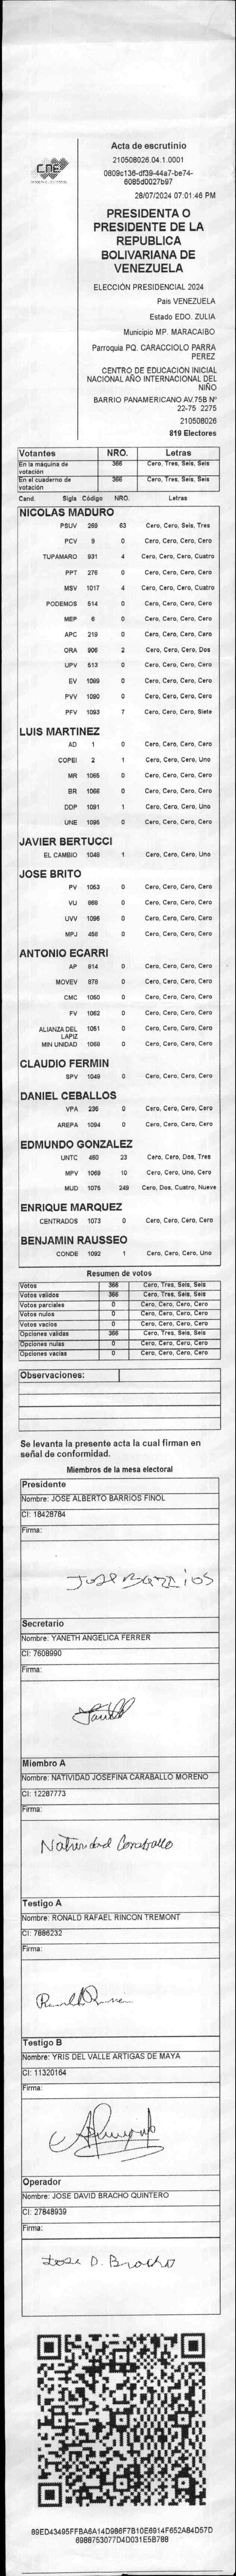 CNE
Acta de escrutinio
210508026.04.1.0001
0809c136-df39-44a7-be74-
6085d0027b97
28/07/2024 07:01:46 PM
PRESIDENTA O
PRESIDENTE DE LA
REPUBLICA
BOLIVARIANA DE
VENEZUELA
ELECCIÓN PRESIDENCIAL 2024
Pais VENEZUELA
Estado EDO. ZULIA
Municipio MP. MARACAIBO
Parroquia PQ. CARACCIOLO PARRA
PEREZ
CENTRO DE EDUCACION INICIAL
NACIONAL AÑO INTERNACIONAL DEL
NIÑO
BARRIO PANAMERICANO AV.75B Nº
22-75 2275
210508026
819 Electores
Votantes NRO. Letras
En la máquina de votación 366 Cero, Tres, Seis, Seis
En el cuaderno de votación 366 Cero, Tres, Seis, Seis
Cand. Sigla Código NRO. Letras
NICOLAS MADURO
PSUV 269 63 Cero, Cero, Seis, Tres
PCV 9 0 Cero, Cero, Cero, Cero
TUPAMARO 931 4 Cero, Cero, Cero, Cuatro
PPT 276 0 Cero, Cero, Cero, Cero
MSV 1017 4 Cero, Cero, Cero, Cuatro
PODEMOS 514 0 Cero, Cero, Cero, Cero
MEP 6 0 Cero, Cero, Cero, Cero
APC 219 0 Cero, Cero, Cero, Cero
ORA 906 2 Cero, Cero, Cero, Dos
UPV 513 0 Cero, Cero, Cero, Cero
EV 1089 0 Cero, Cero, Cero, Cero
PVV 1090 0 Cero, Cero, Cero, Cero
PFV 1093 7 Cero, Cero, Cero, Siete
LUIS MARTINEZ
AD 1 0 Cero, Cero, Cero, Cero
COPEI 2 1 Cero, Cero, Cero, Uno
MR 1065 0 Cero, Cero, Cero, Cero
BR 1066 0 Cero, Cero, Cero, Cero
DDP 1091 1 Cero, Cero, Cero, Uno
UNE 1095 0 Cero, Cero, Cero, Cero
JAVIER BERTUCCI
EL CAMBIO 1048 1 Cero, Cero, Cero, Uno
JOSE BRITO
PV 1053 0 Cero, Cero, Cero, Cero
VU 868 0 Cero, Cero, Cero, Cero
UVV 1096 0 Cero, Cero, Cero, Cero
MPJ 458 0 Cero, Cero, Cero, Cero
ANTONIO ECARRI
AP 814 0 Cero, Cero, Cero, Cero
MOVEV 878 0 Cero, Cero, Cero, Cero
CMC 1050 0 Cero, Cero, Cero, Cero
FV 1062 0 Cero, Cero, Cero, Cero
ALIANZA DEL LAPIZ 1081 0 Cero, Cero, Cero, Cero
MIN UNIDAD 1069 0 Cero, Cero, Cero, Cero
CLAUDIO FERMIN
SPV 1049 0 Cero, Cero, Cero, Cero
DANIEL CEBALLOS
VPA 236 0 Cero, Cero, Cero, Cero
AREPA 1094 0 Cero, Cero, Cero, Cero
EDMUNDO GONZALEZ
UNTC 460 23 Cero, Cero, Dos, Tres
MPV 1069 10 Cero, Cero, Uno, Cero
MUD 1075 249 Cero, Dos, Cuatro, Nueve
ENRIQUE MARQUEZ
CENTRADOS 1073 0 Cero, Cero, Cero, Cero
BENJAMIN RAUSSEO
CONDE 1092 1 Cero, Cero, Cero, Uno
Resumen de votos
Votos 366 Cero, Tres, Seis, Seis
Votos validos 366 Cero, Tres, Seis, Seis
Votos parciales 0 Cero, Cero, Cero, Cero
Votos nulos 0 Cero, Cero, Cero, Cero
Votos vacios 0 Cero, Cero, Cero, Cero
Opciones validas 366 Cero, Tres, Seis, Seis
Opciones nulas 0 Cero, Cero, Cero, Cero
Opciones vacias 0 Cero, Cero, Cero, Cero
Observaciones:
Se levanta la presente acta la cual firman en
señal de conformidad.
Miembros de la mesa electoral
Presidente
Nombre: JOSE ALBERTO BARRIOS FINOL
CI: 18428784
Firma:
Jose Barrios
Secretario
Nombre: YANETH ANGELICA FERRER
CI: 7608990
Firma:
Miembro A
Nombre: NATIVIDAD JOSEFINA CARABALLO MORENO
CI: 12287773
Firma:
Natividad Caraballo
Testigo A
Nombre: RONALD RAFAEL RINCON TREMONT
CI: 7886232
Firma:
Testigo B
Nombre: YRIS DEL VALLE ARTIGAS DE MAYA
CI: 11320164
Firma:
Operador
Nombre: JOSE DAVID BRACHO QUINTERO
CI: 27848939
Firma:
Jose D. Bracho
89ED43495FFBA6A14D986F7B10E6914F652AB4D57D
6988753077D4D031E5B788